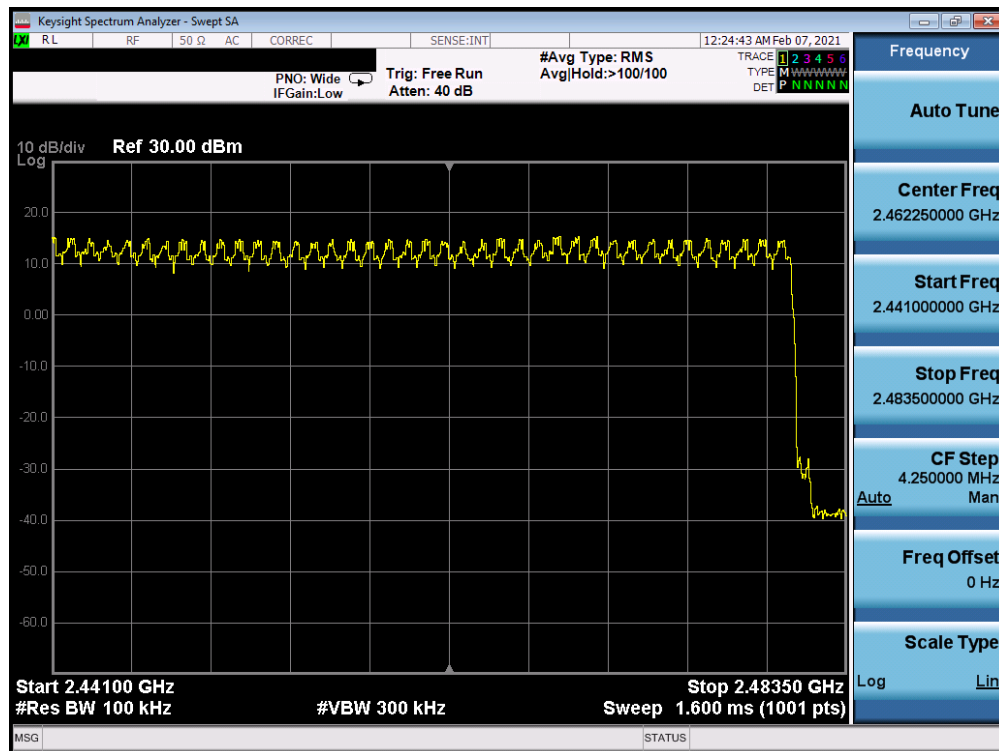 Keysight Spectrum Analyzer - Swept SA
LXI RL RF 50 Ω AC CORREC SENSE:INT 12:24:43 AM Feb 07, 2021
Frequency
#Avg Type: RMS
TRACE 1 2 3 4 5 6
PNO: Wide Trig: Free Run Avg|Hold:>100/100
TYPE M WWWWW
IFGain:Low Atten: 40 dB
DET P N N N N N
Auto Tune
10 dB/div Ref 30.00 dBm
Log
20.0
10.0
0.00
-10.0
-20.0
-30.0
-40.0
-50.0
-60.0
Center Freq
2.462250000 GHz
Start Freq
2.441000000 GHz
Stop Freq
2.483500000 GHz
CF Step
4.250000 MHz
Auto Man
Freq Offset
0 Hz
Scale Type
Log Lin
Start 2.44100 GHz Stop 2.48350 GHz
#Res BW 100 kHz #VBW 300 kHz Sweep 1.600 ms (1001 pts)
MSG STATUS